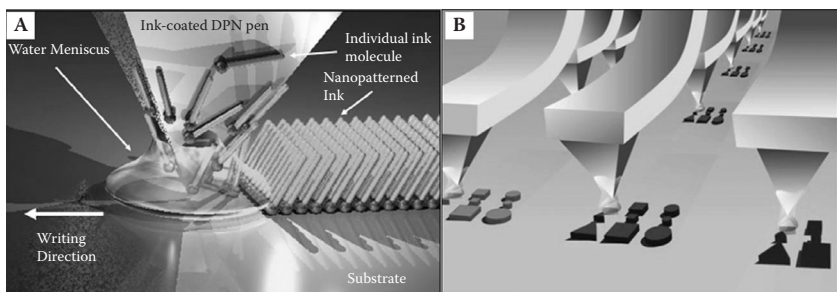 A
Ink-coated DPN pen
Water Meniscus
Individual ink
molecule
Nanopatterned
Ink
Writing
Direction
Substrate
B